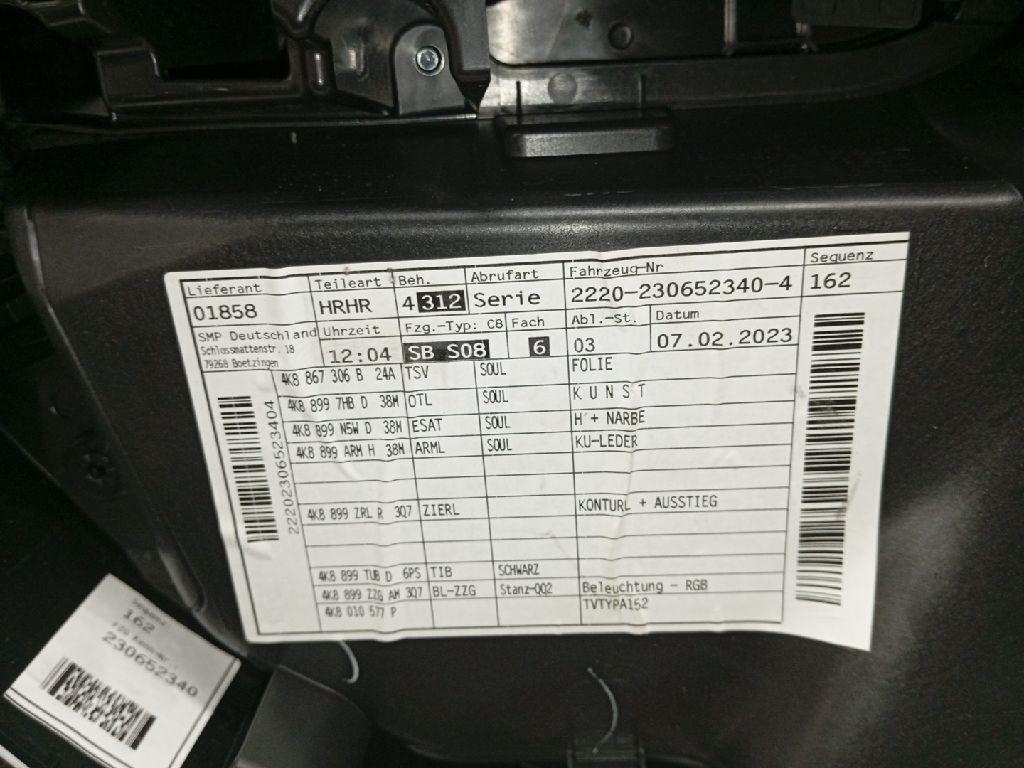 Lieferant Teileart Beh. Abrufart Fahrzeug Nr Sequenz
01858 HRHR 4 312 Serie 2220-230652340-4 162
SMP Deutschland Uhrzeit Fzg.-Typ: C8 Fach Abl.-St. Datum
Schlossmattenstr. 18
79268 Boetzingen 12:04 SB S08 6 03 07.02.2023
4K8 867 306 B 24A TSV SOUL FOLIE
4K8 899 7HB D 38M OTL SOUL K U N S T
4K8 899 N5W D 38M ESAT SOUL H + NARBE
4K8 899 ARM H 38M ARML SOUL KU-LEDER
4K8 899 ZRL R 3Q7 ZIERL KONTURL + AUSSTIEG
4K8 899 TUB D 6PS TIB SCHWARZ
4K8 899 ZZG AM 3Q7 BL-ZZG Stanz-QQ2 Beleuchtung - RGB
4K8 010 577 P TVTYPA152
22202306523404
Sequenz
162
230652340